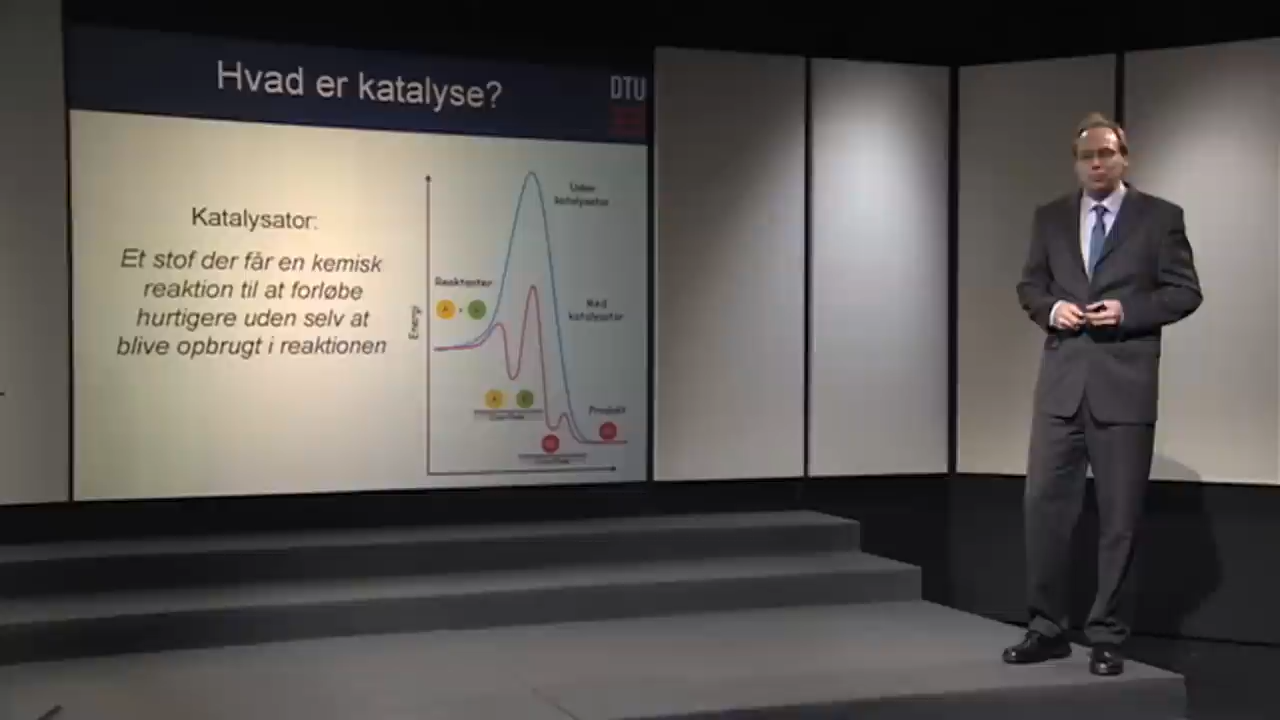 Hvad er katalyse?
DTU
Katalysator:
Et stof der får en kemisk
reaktion til at forløbe
hurtigere uden selv at
blive opbrugt i reaktionen
Uden
katalysator
Reaktanter
A + B
Energi
Med
katalysator
A B
Produkt